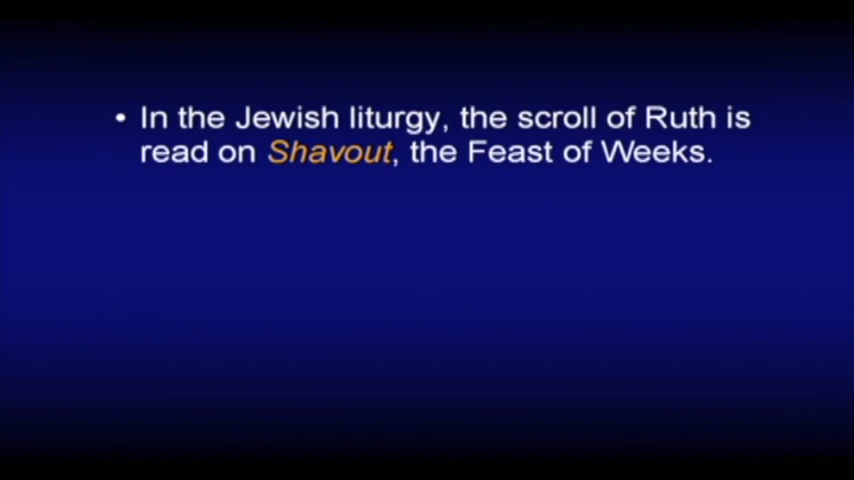 • In the Jewish liturgy, the scroll of Ruth is
read on Shavout, the Feast of Weeks.